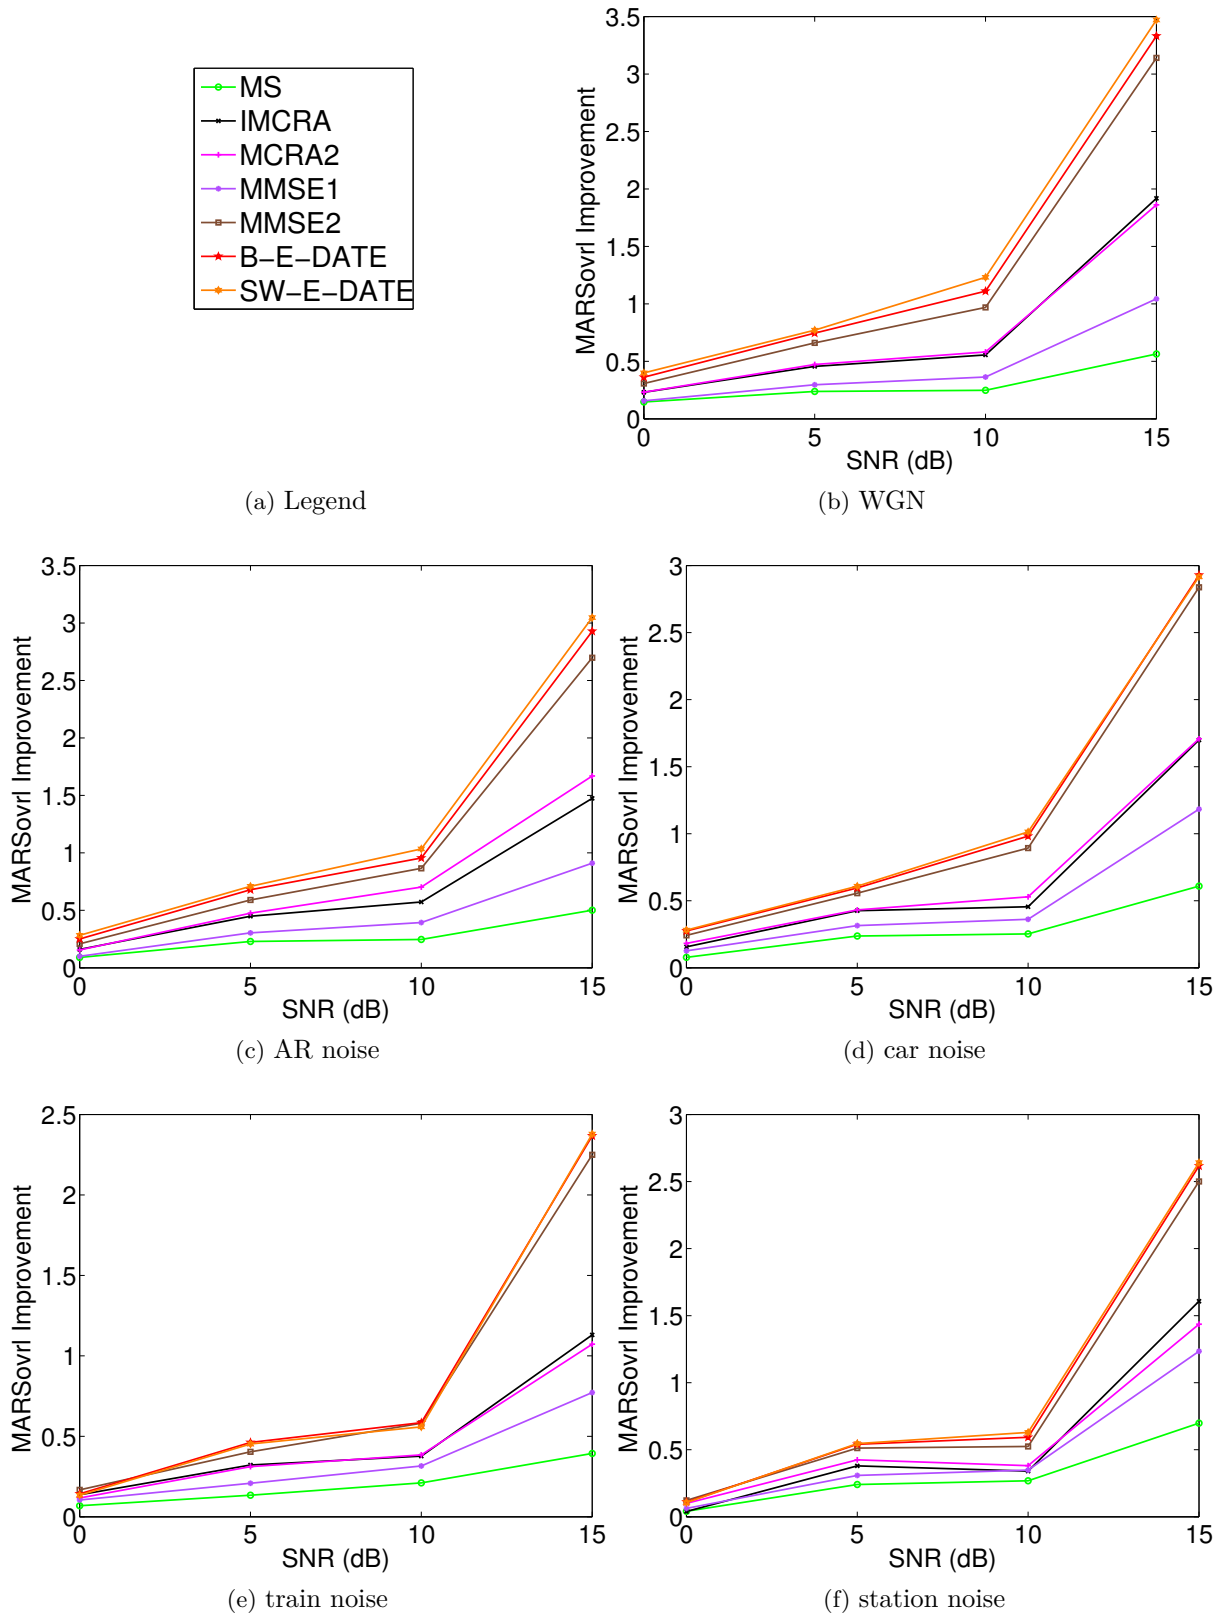 MS
IMCRA
MCRA2
MMSE1
MMSE2
B-E-DATE
SW-E-DATE
(a) Legend
MARSovrl Improvement
3.5
3
2.5
2
1.5
1
0.5
0
0 5 10 15
SNR (dB)
(b) WGN
MARSovrl Improvement
3.5
3
2.5
2
1.5
1
0.5
0
0 5 10 15
SNR (dB)
(c) AR noise
MARSovrl Improvement
3
2.5
2
1.5
1
0.5
0
0 5 10 15
SNR (dB)
(d) car noise
MARSovrl Improvement
2.5
2
1.5
1
0.5
0
0 5 10 15
SNR (dB)
(e) train noise
MARSovrl Improvement
3
2.5
2
1.5
1
0.5
0
0 5 10 15
SNR (dB)
(f) station noise